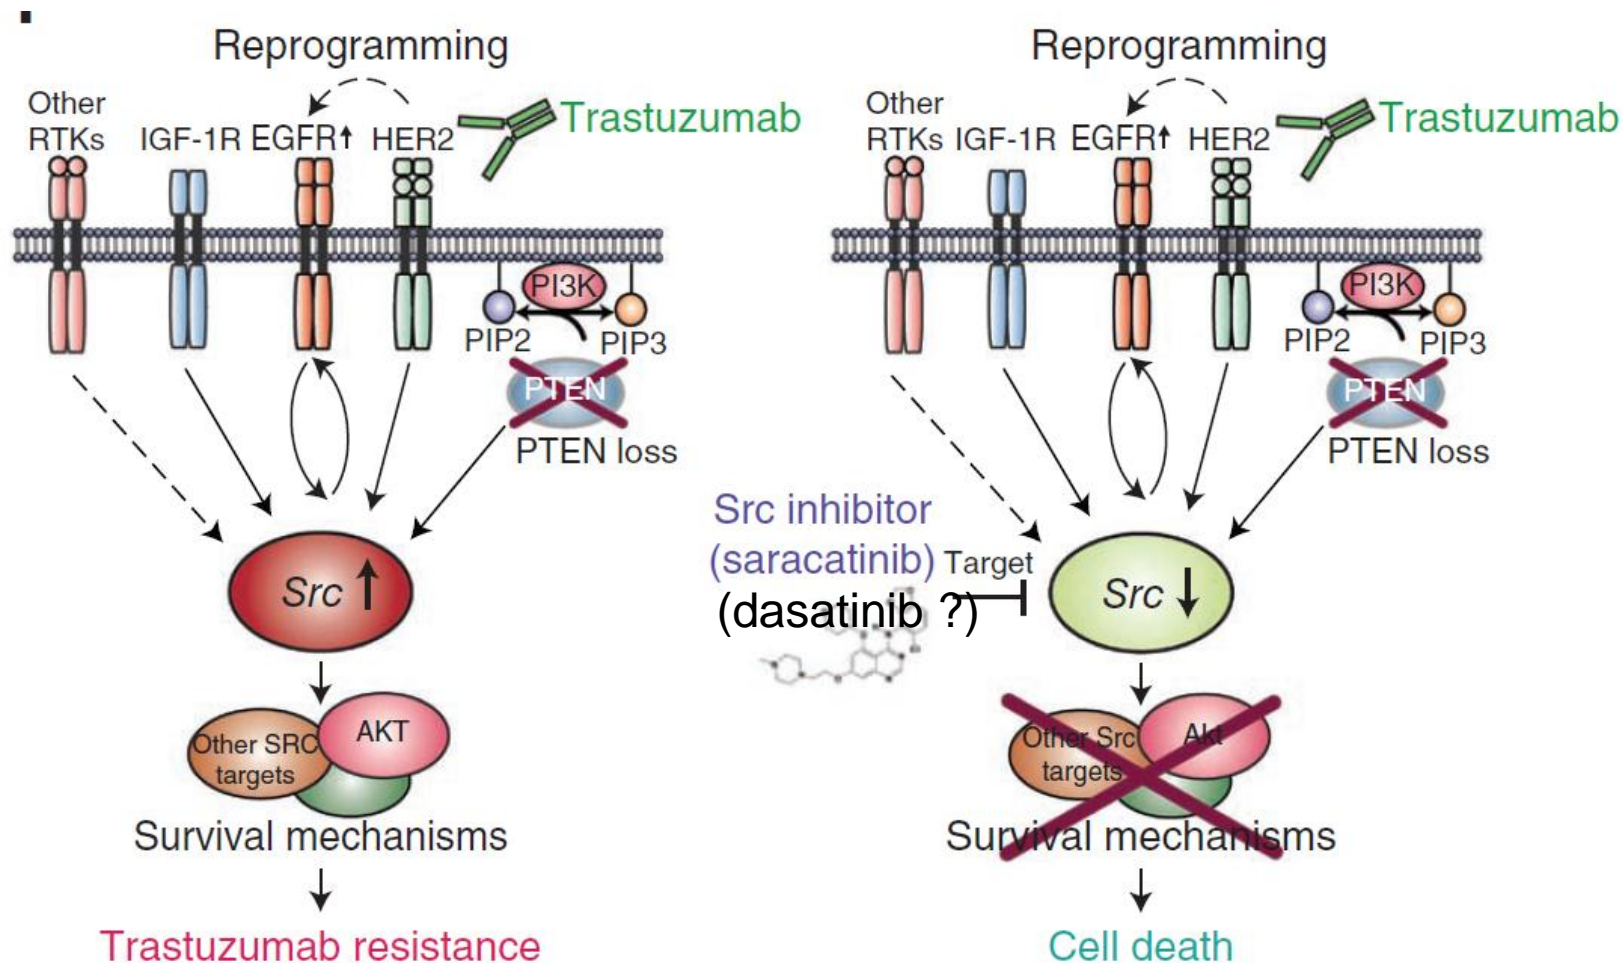 Reprogramming
Other
RTKs
IGF-1R
EGFR↑
HER2
Trastuzumab
PI3K
PIP2
PIP3
PTEN
PTEN loss
Src ↑
Other SRC
targets
AKT
Survival mechanisms
Trastuzumab resistance
Reprogramming
Other
RTKs
IGF-1R
EGFR↑
HER2
Trastuzumab
PI3K
PIP2
PIP3
PTEN
PTEN loss
Src inhibitor
(saracatinib)
(dasatinib ?)
Target
Src ↓
Other Src
targets
Akt
Survival mechanisms
Cell death